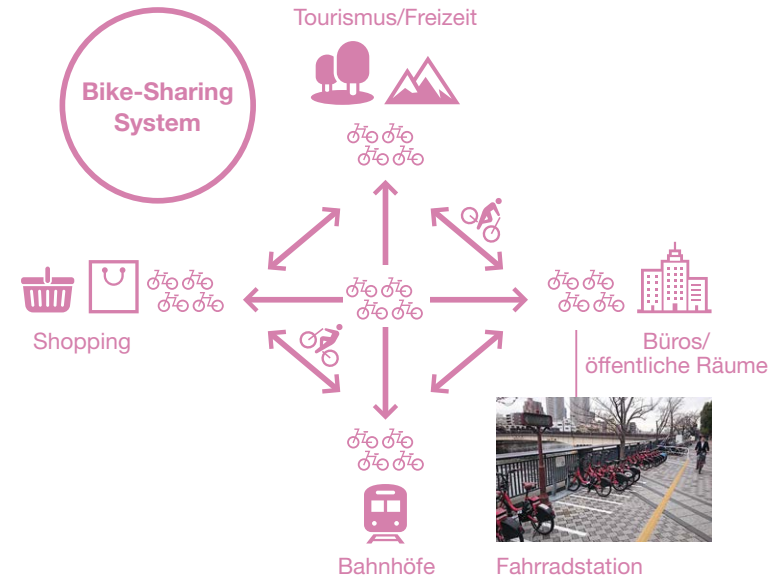 Tourismus/Freizeit
Bike-Sharing
System
Shopping
Büros/
öffentliche Räume
Bahnhöfe
Fahrradstation